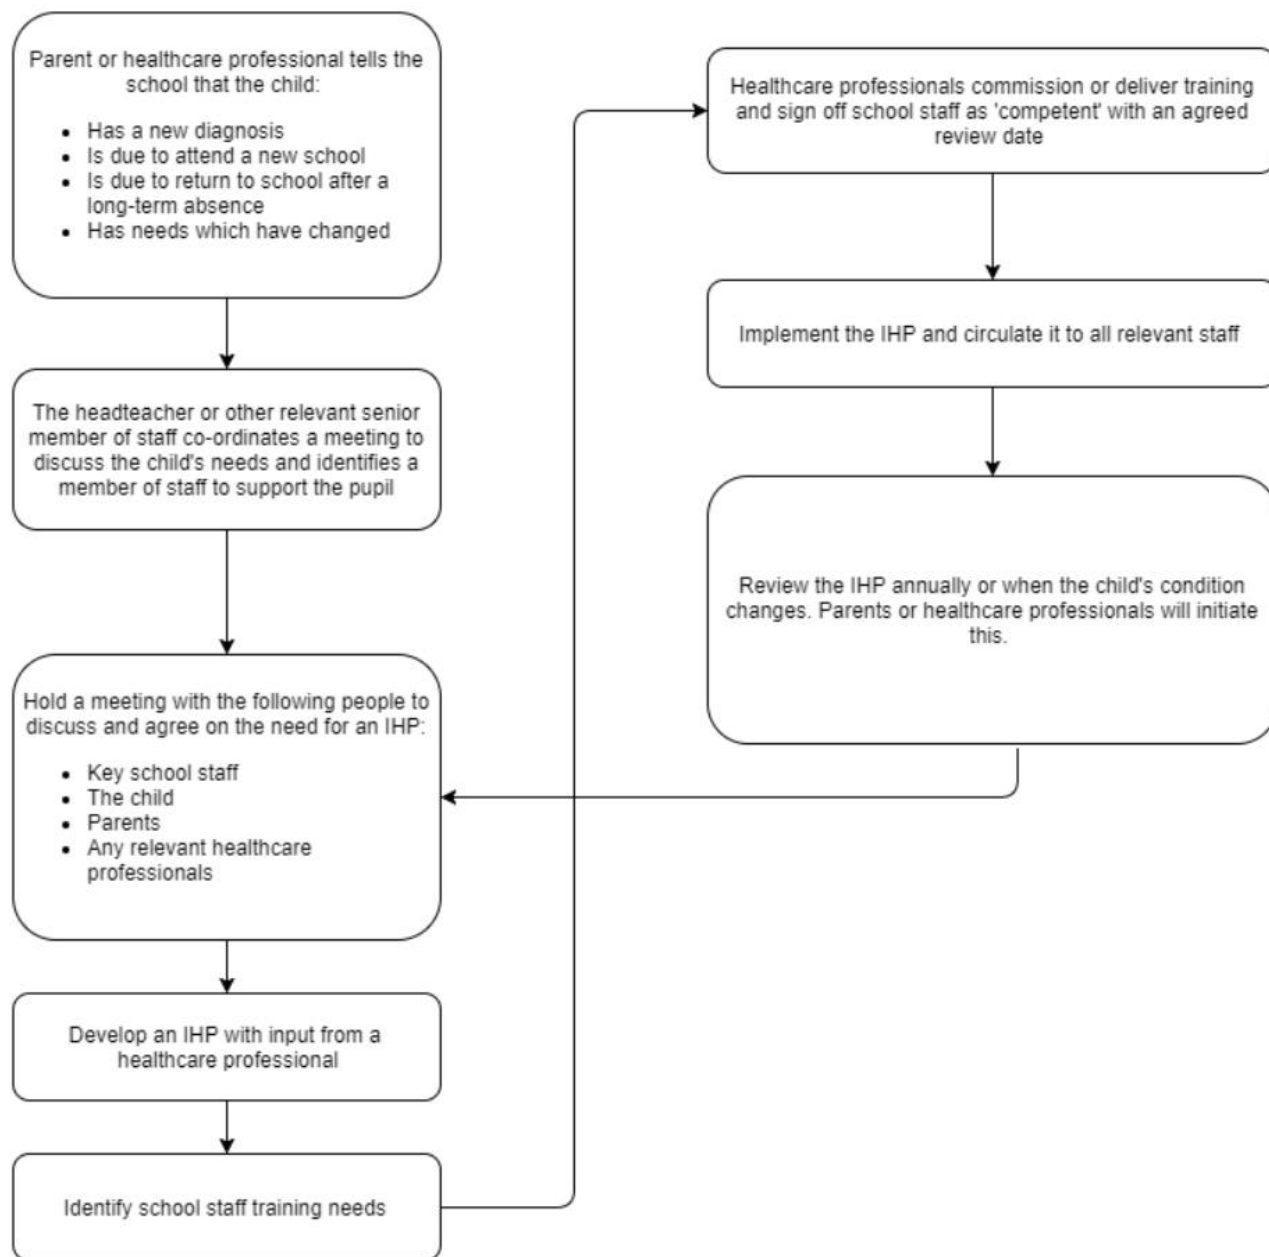 Parent or healthcare professional tells the
school that the child:
• Has a new diagnosis
• Is due to attend a new school
• Is due to return to school after a
long-term absence
• Has needs which have changed
The headteacher or other relevant senior
member of staff co-ordinates a meeting to
discuss the child's needs and identifies a
member of staff to support the pupil
Hold a meeting with the following people to
discuss and agree on the need for an IHP:
• Key school staff
• The child
• Parents
• Any relevant healthcare
professionals
Develop an IHP with input from a
healthcare professional
Identify school staff training needs
Healthcare professionals commission or deliver training
and sign off school staff as 'competent' with an agreed
review date
Implement the IHP and circulate it to all relevant staff
Review the IHP annually or when the child's condition
changes. Parents or healthcare professionals will initiate
this.